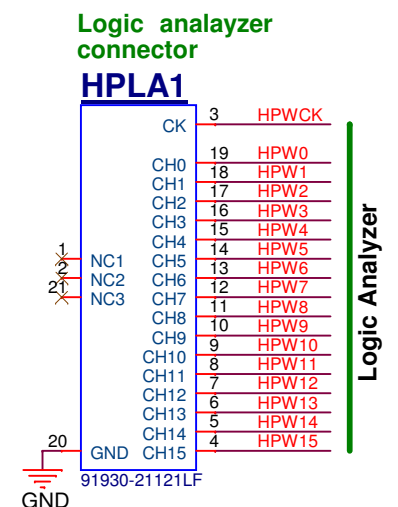 Logic analayzer
connector
HPLA1
CK 3 HPWCK
CH0 19 HPW0
CH1 18 HPW1
CH2 17 HPW2
CH3 16 HPW3
CH4 15 HPW4
1 NC1 CH5 14 HPW5
2 NC2 CH6 13 HPW6
21 NC3 CH7 12 HPW7
CH8 11 HPW8
CH9 10 HPW9
CH10 9 HPW10
CH11 8 HPW11
CH12 7 HPW12
CH13 6 HPW13
CH14 5 HPW14
20 GND CH15 4 HPW15
91930-21121LF
GND
Logic Analyzer